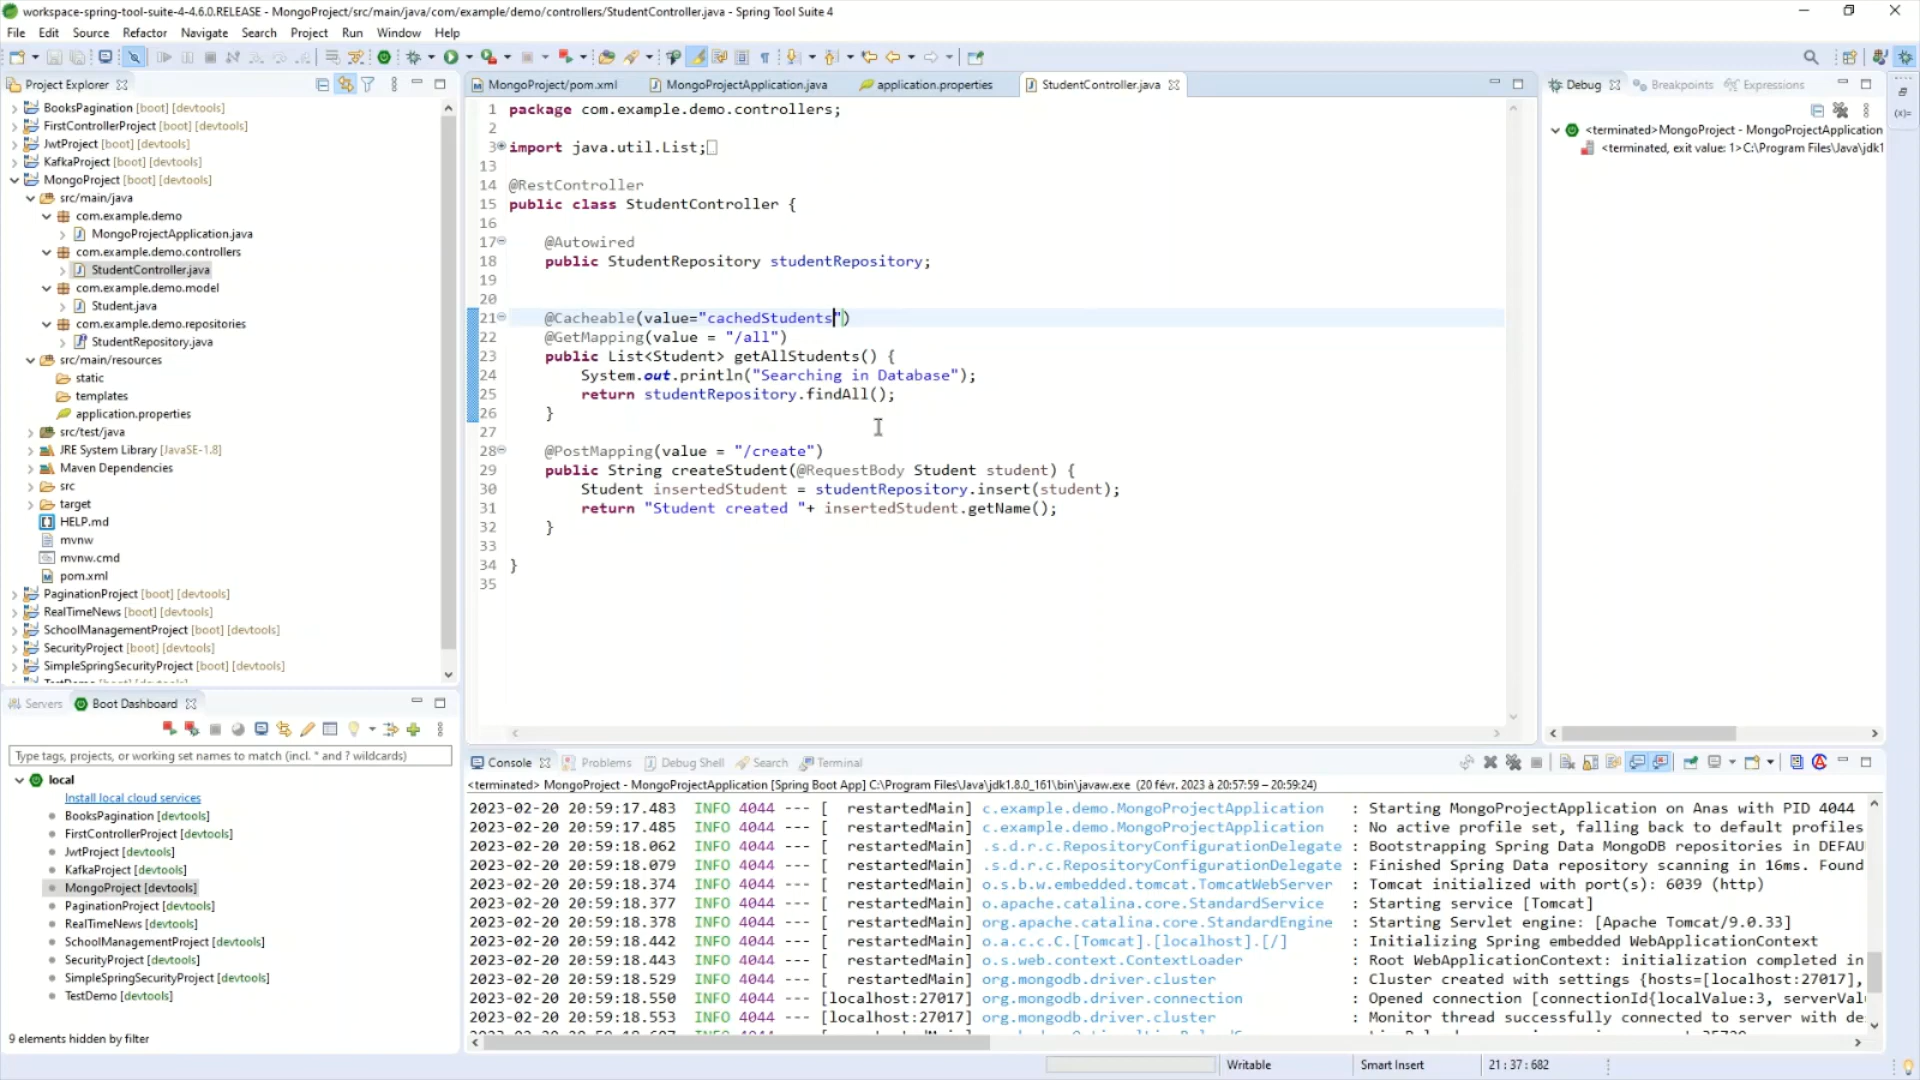 workspace-spring-tool-suite-4-4.6.0.RELEASE - MongoProject/src/main/java/com/example/demo/controllers/StudentController.java - Spring Tool Suite 4
File Edit Source Refactor Navigate Search Project Run Window Help
Project Explorer
BooksPagination [boot] [devtools]
FirstControllerProject [boot] [devtools]
JwtProject [boot] [devtools]
KafkaProject [boot] [devtools]
MongoProject [boot] [devtools]
src/main/java
com.example.demo
MongoProjectApplication.java
com.example.demo.controllers
StudentController.java
com.example.demo.model
Student.java
com.example.demo.repositories
StudentRepository.java
src/main/resources
static
templates
application.properties
src/test/java
JRE System Library [JavaSE-1.8]
Maven Dependencies
src
target
HELP.md
mvnw
mvnw.cmd
pom.xml
PaginationProject [boot] [devtools]
RealTimeNews [boot] [devtools]
SchoolManagementProject [boot] [devtools]
SecurityProject [boot] [devtools]
SimpleSpringSecurityProject [boot] [devtools]
Servers Boot Dashboard
Type tags, projects, or working set names to match (incl. * and ? wildcards)
local
Install local cloud services
BooksPagination [devtools]
FirstControllerProject [devtools]
JwtProject [devtools]
KafkaProject [devtools]
MongoProject [devtools]
PaginationProject [devtools]
RealTimeNews [devtools]
SchoolManagementProject [devtools]
SecurityProject [devtools]
SimpleSpringSecurityProject [devtools]
TestDemo [devtools]
9 elements hidden by filter
MongoProject/pom.xml MongoProjectApplication.java application.properties StudentController.java
1 package com.example.demo.controllers;
2
3 import java.util.List;
13
14 @RestController
15 public class StudentController {
16
17 @Autowired
18 public StudentRepository studentRepository;
19
20
21 @Cacheable(value="cachedStudents")
22 @GetMapping(value = "/all")
23 public List<Student> getAllStudents() {
24 System.out.println("Searching in Database");
25 return studentRepository.findAll();
26 }
27
28 @PostMapping(value = "/create")
29 public String createStudent(@RequestBody Student student) {
30 Student insertedStudent = studentRepository.insert(student);
31 return "Student created "+ insertedStudent.getName();
32 }
33
34 }
35
Debug Breakpoints Expressions
<terminated>MongoProject - MongoProjectApplication
<terminated, exit value: 1>C:\Program Files\Java\jdk1
(x)=
Console Problems Debug Shell Search Terminal
<terminated> MongoProject - MongoProjectApplication [Spring Boot App] C:\Program Files\Java\jdk1.8.0_161\bin\javaw.exe (20 févr. 2023 à 20:57:59 – 20:59:24)
2023-02-20 20:59:17.483 INFO 4044 --- [ restartedMain] c.example.demo.MongoProjectApplication : Starting MongoProjectApplication on Anas with PID 4044
2023-02-20 20:59:17.485 INFO 4044 --- [ restartedMain] c.example.demo.MongoProjectApplication : No active profile set, falling back to default profiles
2023-02-20 20:59:18.062 INFO 4044 --- [ restartedMain] .s.d.r.c.RepositoryConfigurationDelegate : Bootstrapping Spring Data MongoDB repositories in DEFAU
2023-02-20 20:59:18.079 INFO 4044 --- [ restartedMain] .s.d.r.c.RepositoryConfigurationDelegate : Finished Spring Data repository scanning in 16ms. Found
2023-02-20 20:59:18.374 INFO 4044 --- [ restartedMain] o.s.b.w.embedded.tomcat.TomcatWebServer : Tomcat initialized with port(s): 6039 (http)
2023-02-20 20:59:18.377 INFO 4044 --- [ restartedMain] o.apache.catalina.core.StandardService : Starting service [Tomcat]
2023-02-20 20:59:18.378 INFO 4044 --- [ restartedMain] org.apache.catalina.core.StandardEngine : Starting Servlet engine: [Apache Tomcat/9.0.33]
2023-02-20 20:59:18.442 INFO 4044 --- [ restartedMain] o.a.c.c.C.[Tomcat].[localhost].[/] : Initializing Spring embedded WebApplicationContext
2023-02-20 20:59:18.443 INFO 4044 --- [ restartedMain] o.s.web.context.ContextLoader : Root WebApplicationContext: initialization completed in
2023-02-20 20:59:18.529 INFO 4044 --- [ restartedMain] org.mongodb.driver.cluster : Cluster created with settings {hosts=[localhost:27017],
2023-02-20 20:59:18.550 INFO 4044 --- [localhost:27017] org.mongodb.driver.connection : Opened connection [connectionId{localValue:3, serverVal
2023-02-20 20:59:18.553 INFO 4044 --- [localhost:27017] org.mongodb.driver.cluster : Monitor thread successfully connected to server with de
Writable Smart Insert 21 : 37 : 682